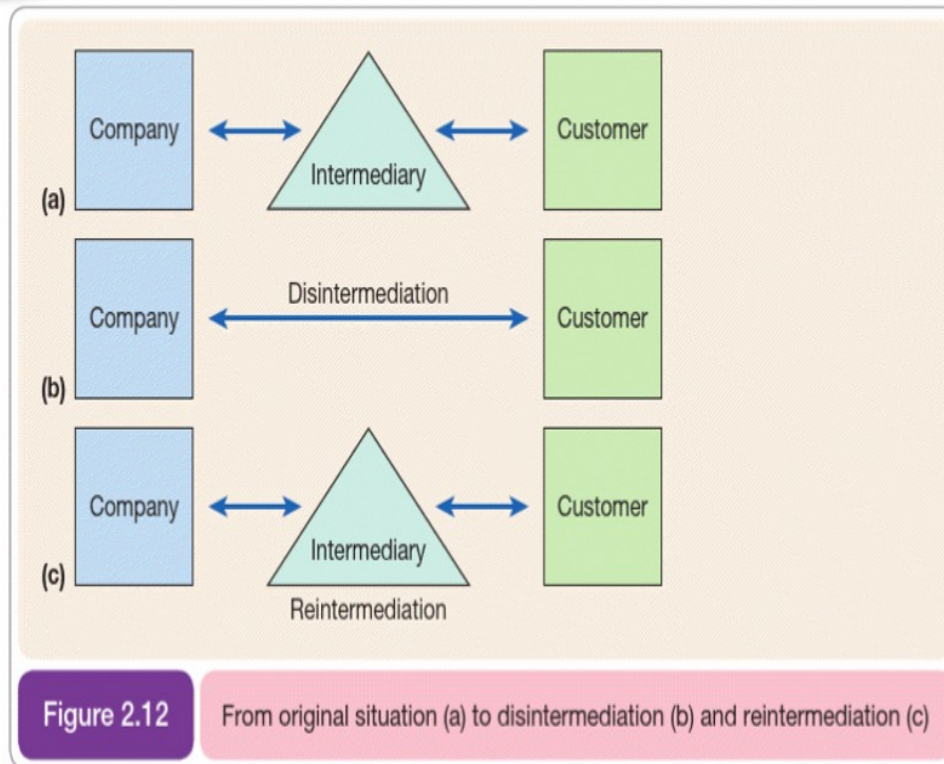 Company
Intermediary
Customer
(a)
Disintermediation
Company
Customer
(b)
Company
Intermediary
Customer
(c)
Reintermediation
Figure 2.12
From original situation (a) to disintermediation (b) and reintermediation (c)